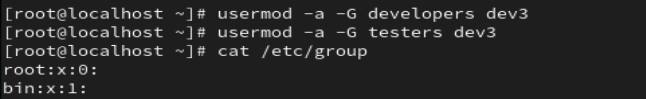 [root@localhost ~]# usermod -a -G developers dev3
[root@localhost ~]# usermod -a -G testers dev3
[root@localhost ~]# cat /etc/group
root:x:0:
bin:x:1: